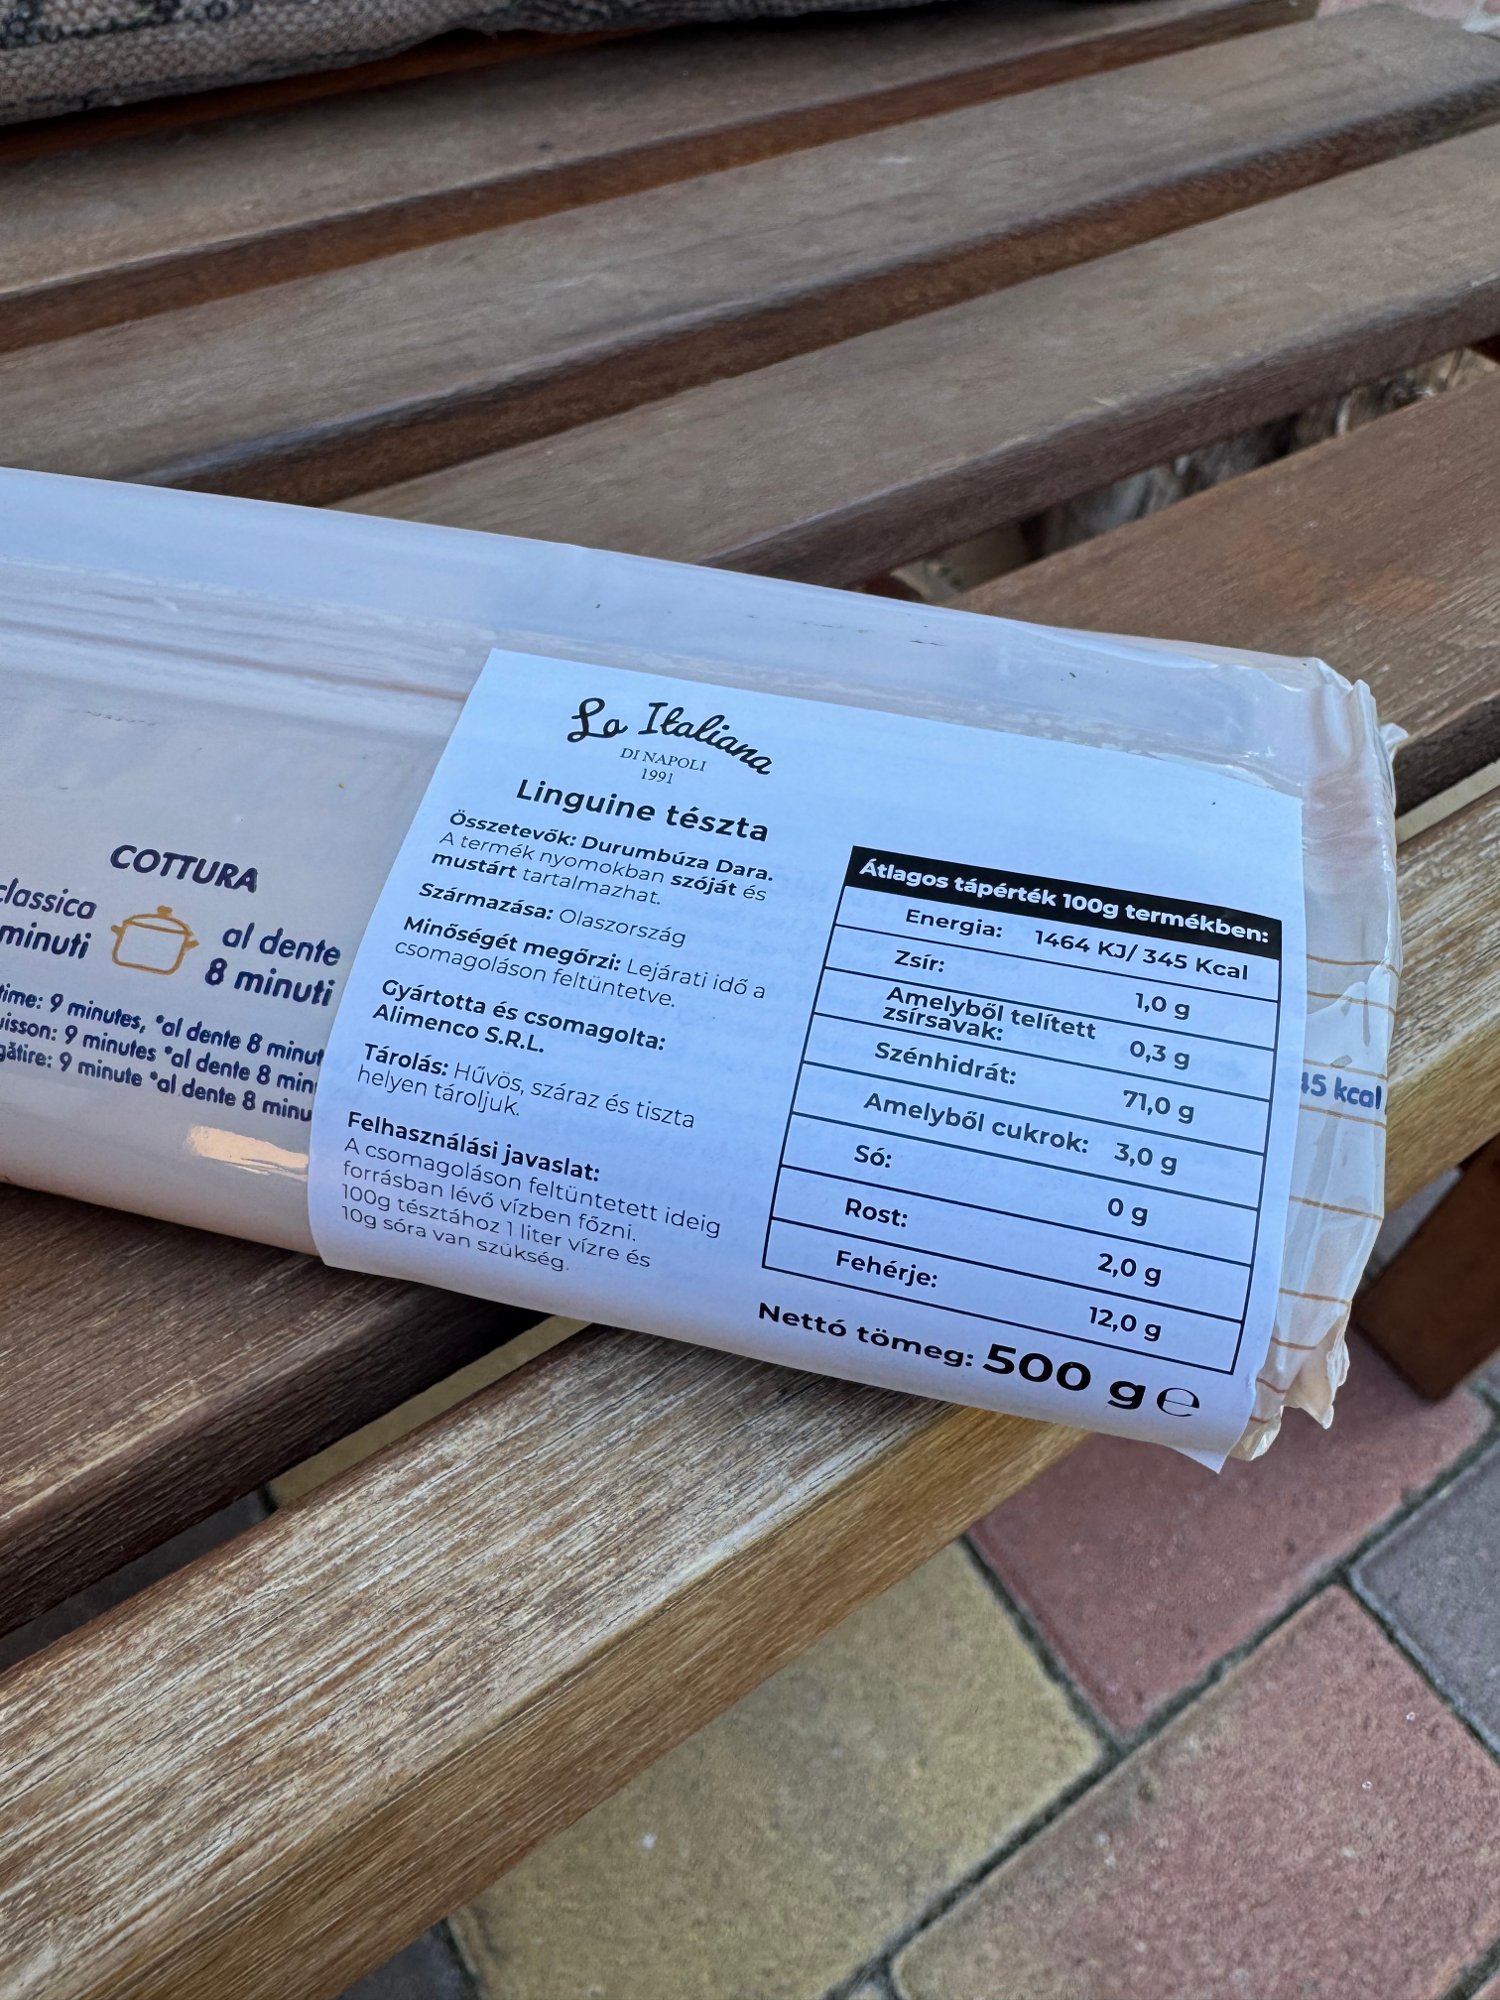 La Italiana
DI NAPOLI
1991
Linguine tészta
Összetevők: Durumbúza Dara.
A termék nyomokban szóját és
mustárt tartalmazhat.
Származása: Olaszország
Minőségét megőrzi: Lejárati idő a
csomagoláson feltüntetve.
Gyártotta és csomagolta:
Alimenco S.R.L.
Tárolás: Hűvös, száraz és tiszta
helyen tároljuk.
Felhasználási javaslat:
A csomagoláson feltüntetett ideig
forrásban lévő vízben főzni.
100g tésztához 1 liter vízre és
10g sóra van szükség.
Átlagos tápérték 100g termékben:
Energia: 1464 KJ/ 345 Kcal
Zsír: 1,0 g
Amelyből telített
zsírsavak: 0,3 g
Szénhidrát: 71,0 g
Amelyből cukrok: 3,0 g
Só: 0 g
Rost: 2,0 g
Fehérje: 12,0 g
Nettó tömeg: 500 g e
COTTURA
classica
minuti
al dente
8 minuti
time: 9 minutes, *al dente 8 minut
uisson: 9 minutes *al dente 8 min
gătire: 9 minute *al dente 8 minu
45 kcal